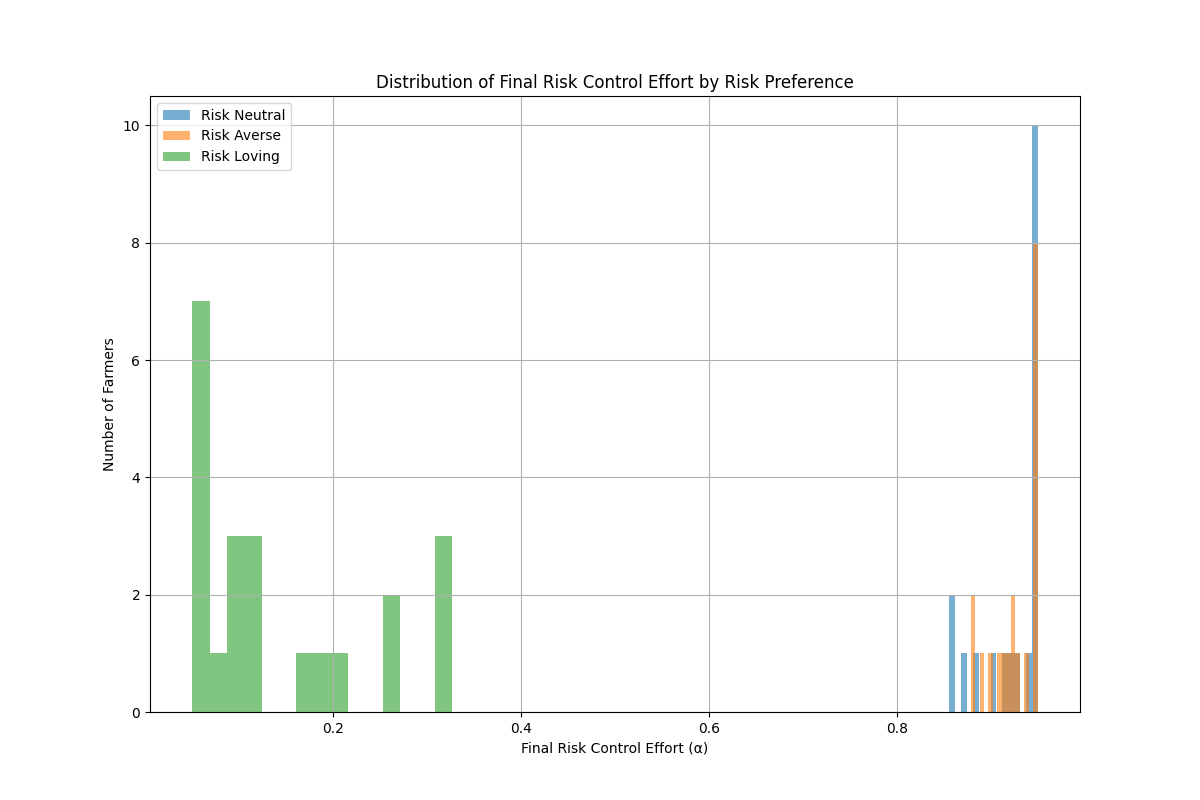 Distribution of Final Risk Control Effort by Risk Preference
Risk Neutral
Risk Averse
Risk Loving
10
8
6
4
2
0
Number of Farmers
0.2
0.4
0.6
0.8
Final Risk Control Effort (α)